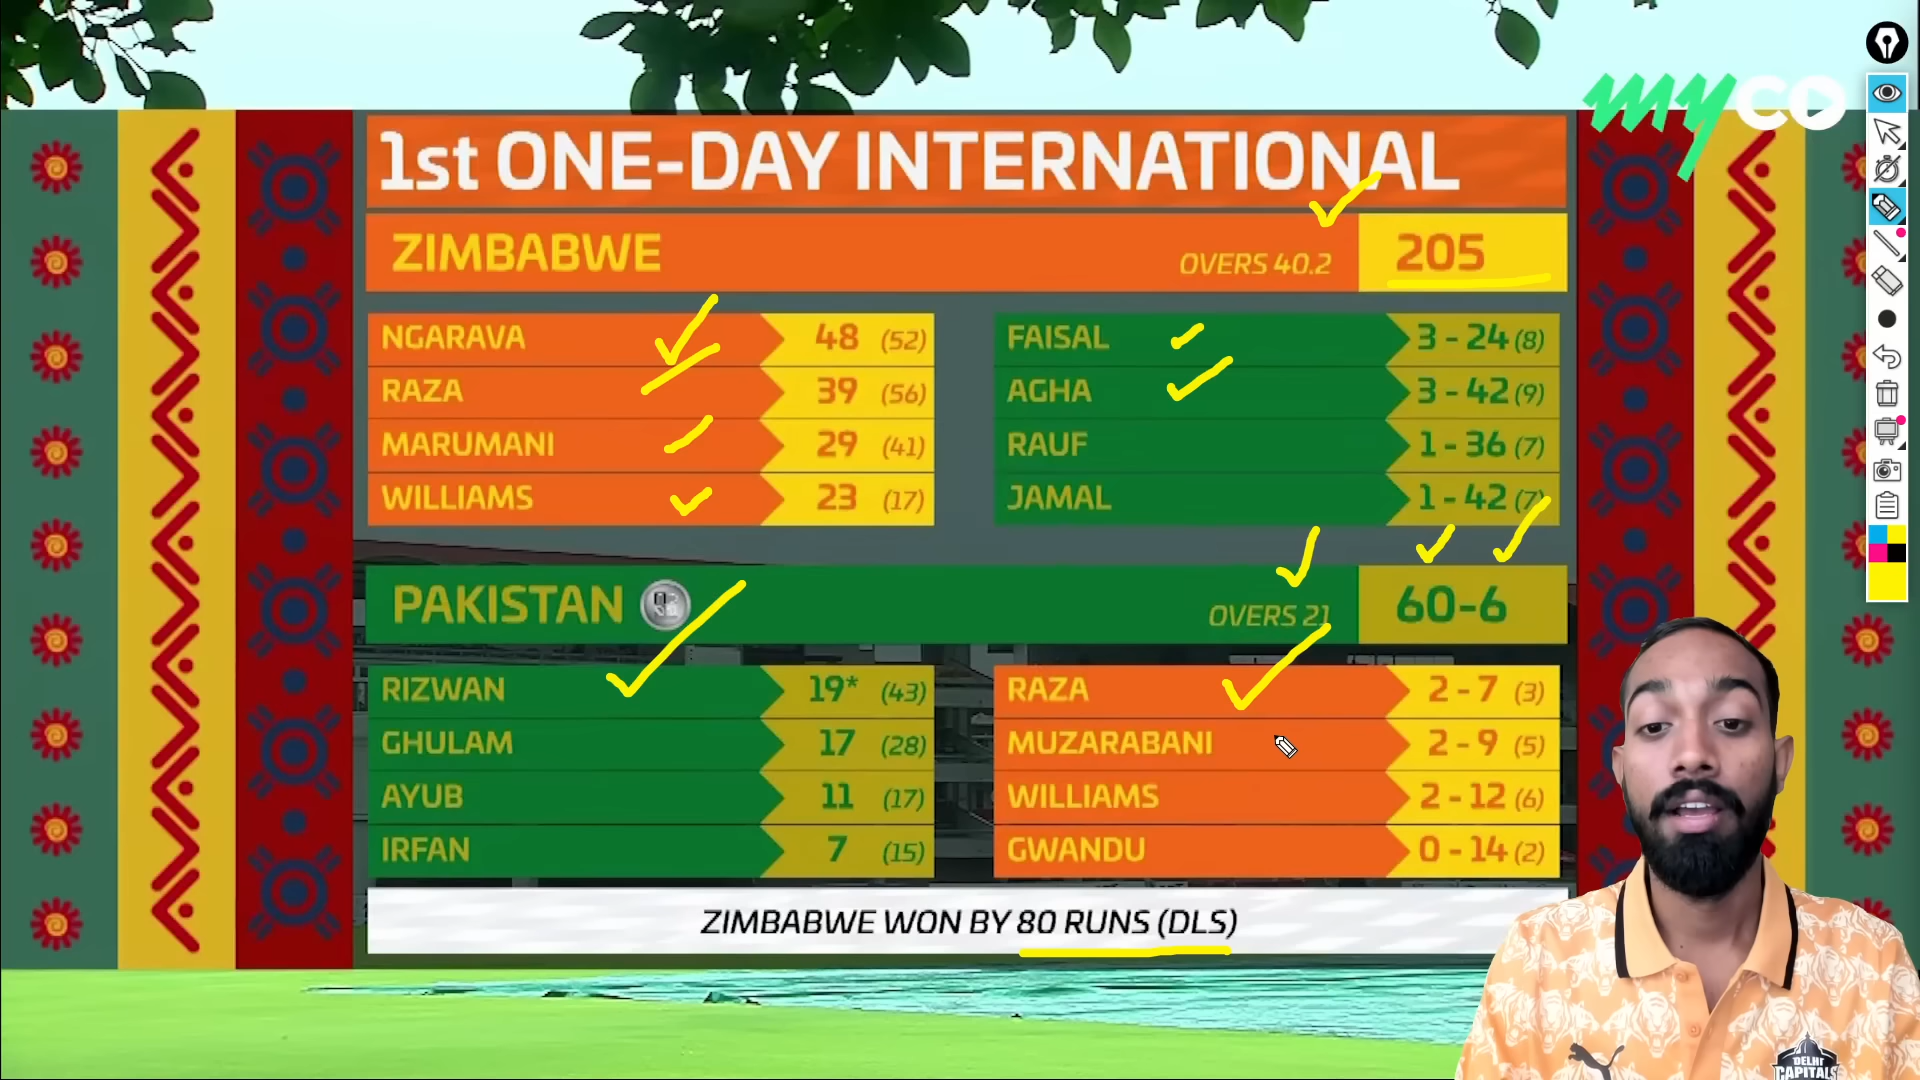 myco
1st ONE-DAY INTERNATIONAL
ZIMBABWE OVERS 40.2 205
NGARAVA 48 (52) FAISAL 3 - 24 (8)
RAZA 39 (56) AGHA 3 - 42 (9)
MARUMANI 29 (41) RAUF 1 - 36 (7)
WILLIAMS 23 (17) JAMAL 1 - 42 (7)
PAKISTAN OVERS 21 60-6
RIZWAN 19* (43) RAZA 2 - 7 (3)
GHULAM 17 (28) MUZARABANI 2 - 9 (5)
AYUB 11 (17) WILLIAMS 2 - 12 (6)
IRFAN 7 (15) GWANDU 0 - 14 (2)
ZIMBABWE WON BY 80 RUNS (DLS)
DELHI
CAPITALS